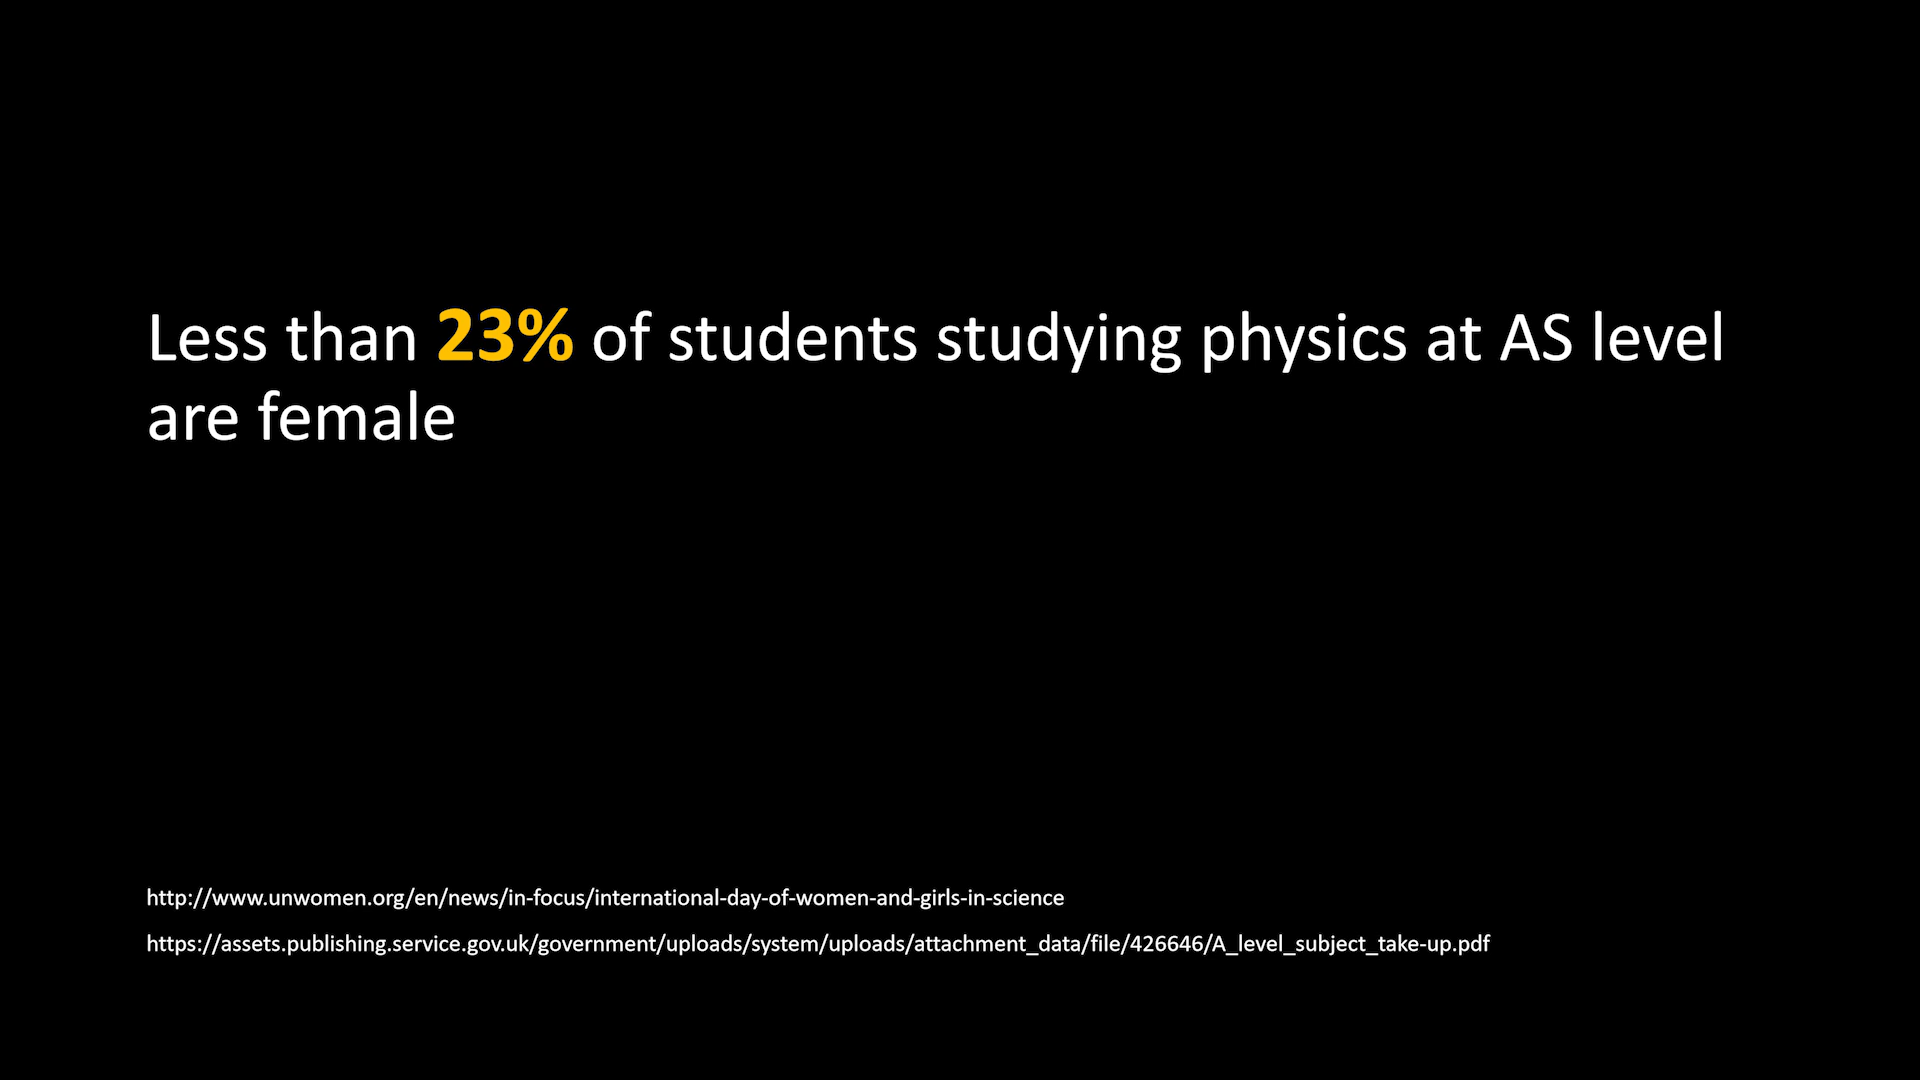 Less than 23% of students studying physics at AS level
are female
http://www.unwomen.org/en/news/in-focus/international-day-of-women-and-girls-in-science
https://assets.publishing.service.gov.uk/government/uploads/system/uploads/attachment_data/file/426646/A_level_subject_take-up.pdf